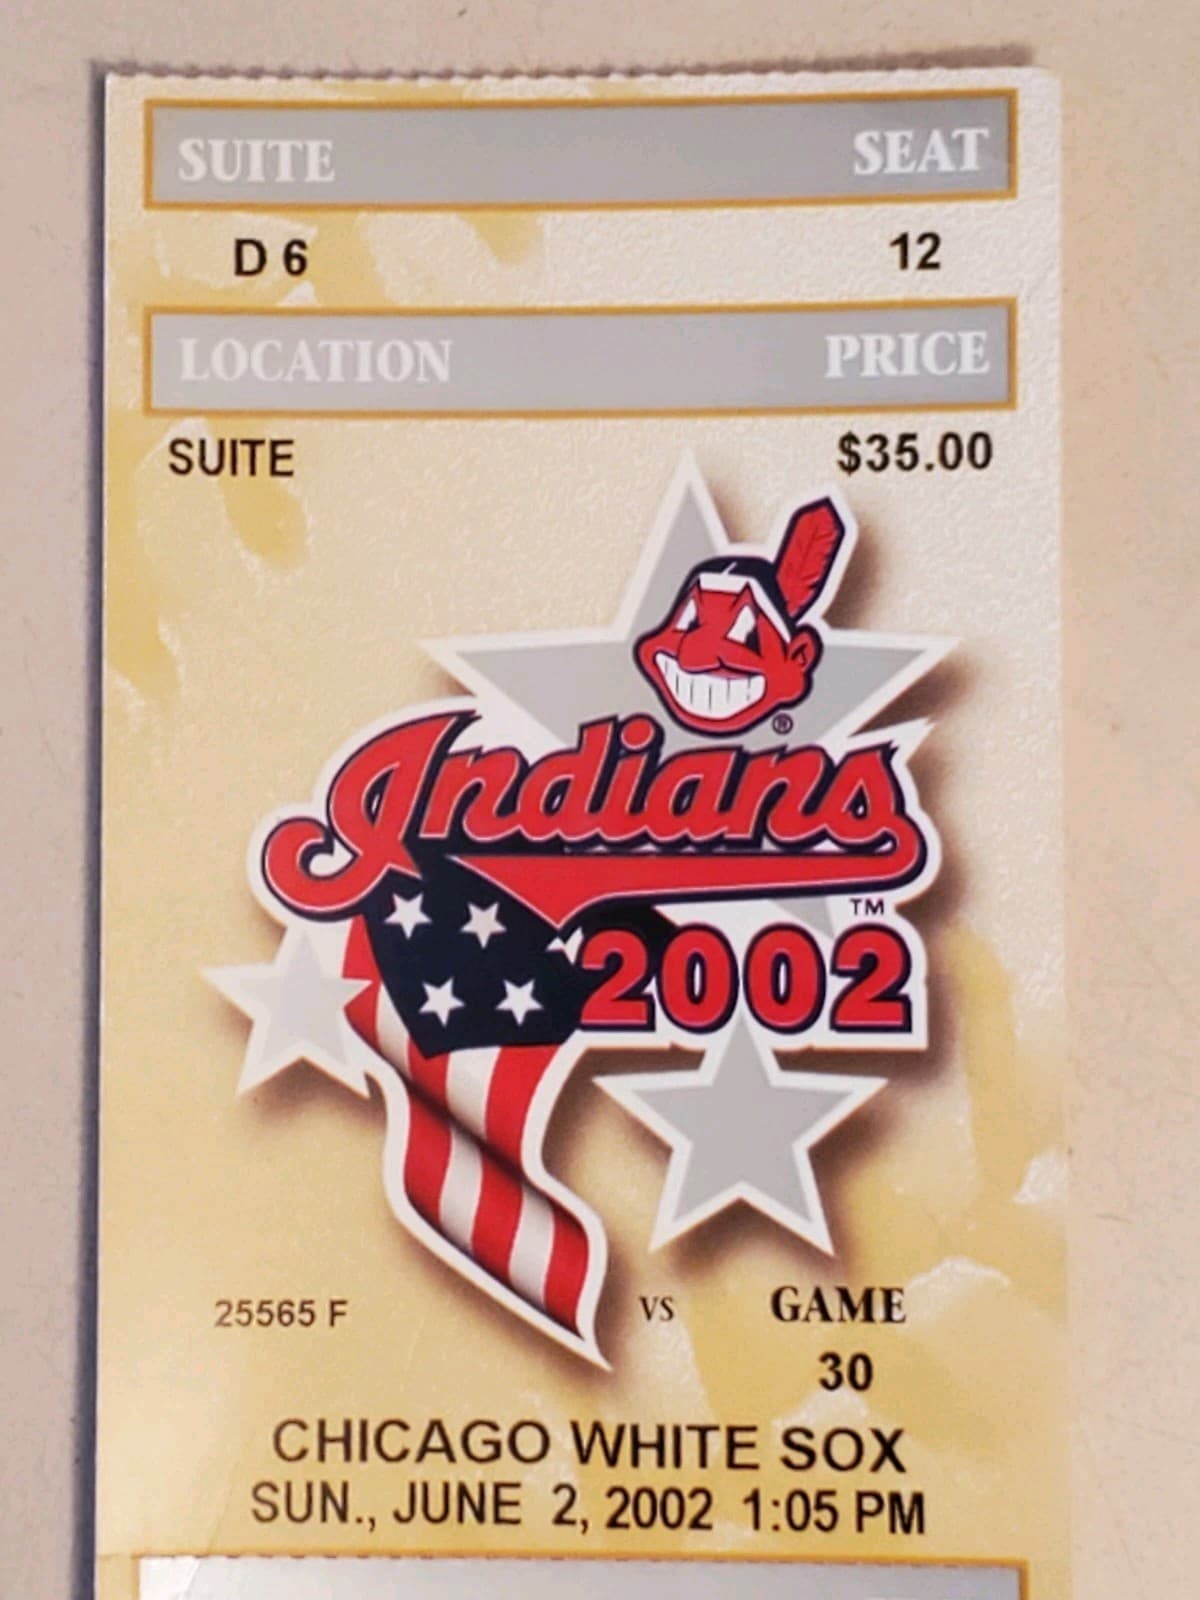 SUITE SEAT
D 6 12
LOCATION PRICE
SUITE $35.00
®
Indians
TM
2002
25565 F VS GAME
30
CHICAGO WHITE SOX
SUN., JUNE 2, 2002 1:05 PM